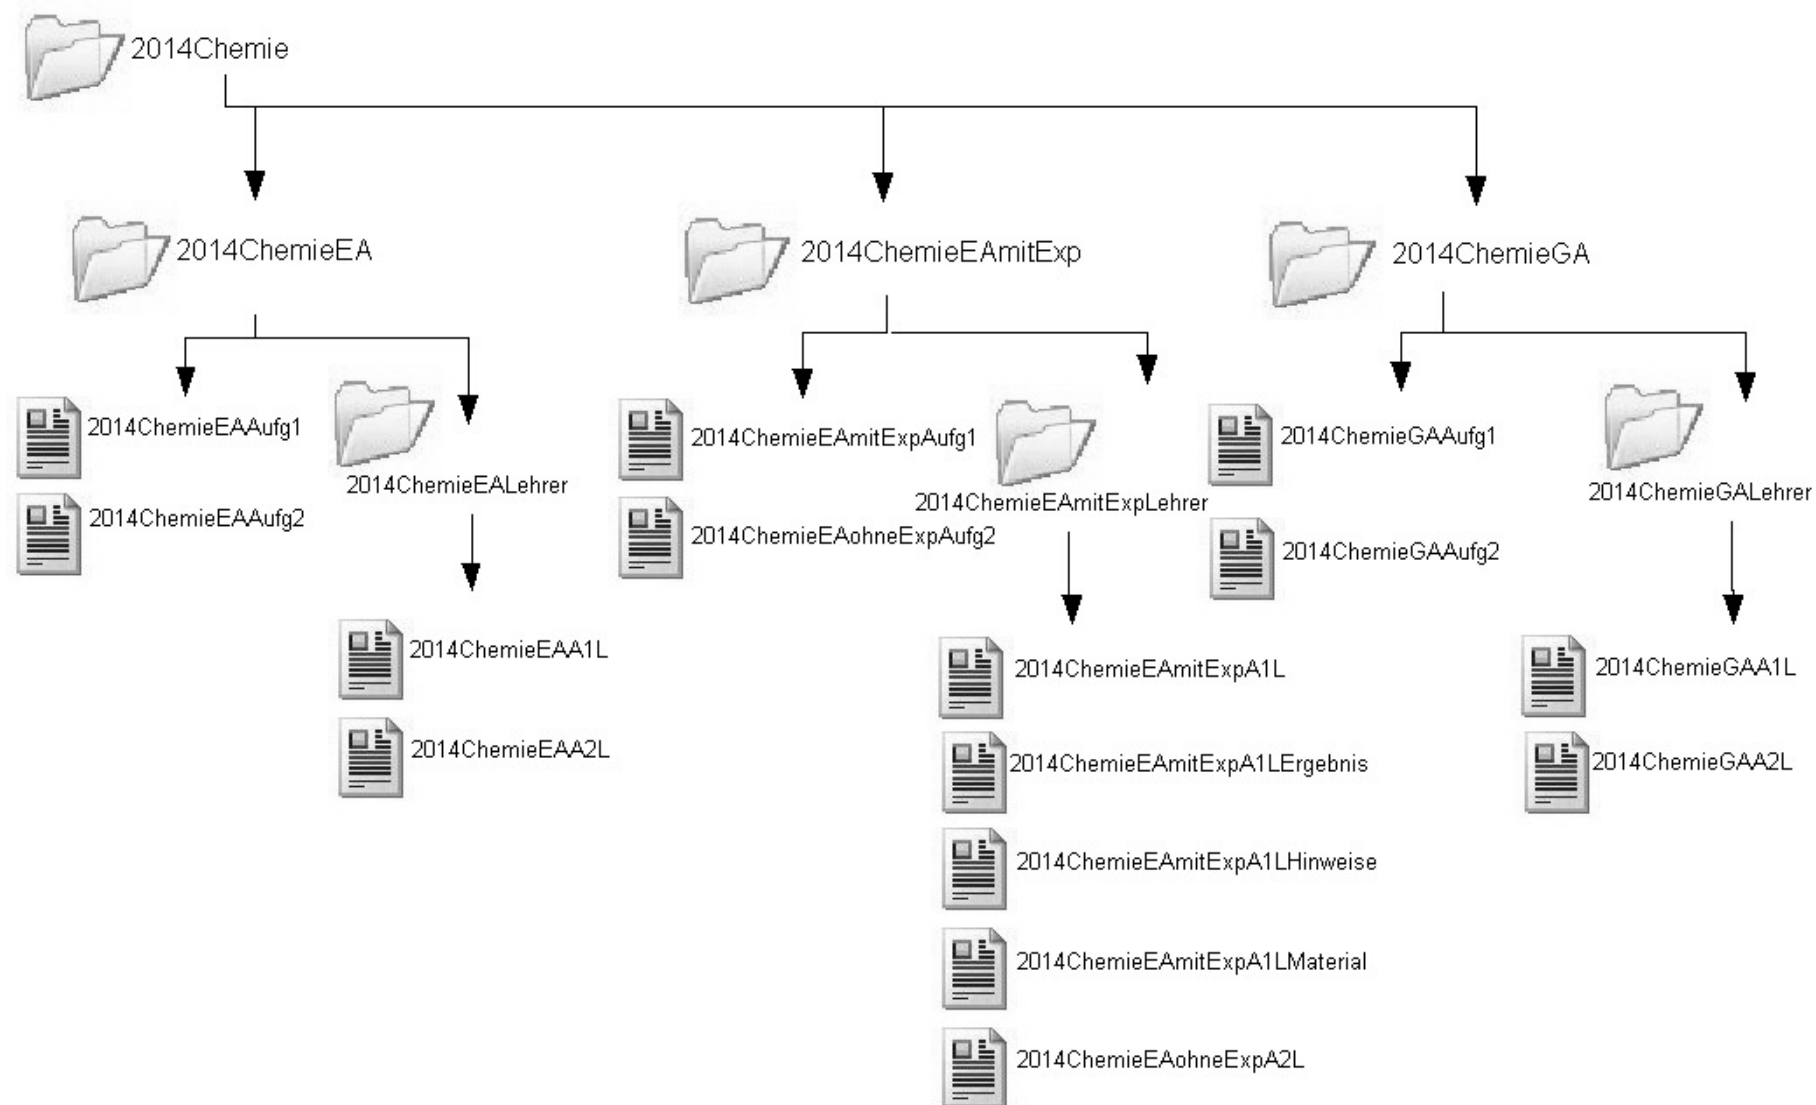 2014Chemie
2014ChemieEA
2014ChemieEAmitExp
2014ChemieGA
2014ChemieEAAufg1
2014ChemieEAAufg2
2014ChemieEALehrer
2014ChemieEAA1L
2014ChemieEAA2L
2014ChemieEAmitExpAufg1
2014ChemieEAohneExpAufg2
2014ChemieEAmitExpLehrer
2014ChemieEAmitExpA1L
2014ChemieEAmitExpA1LErgebnis
2014ChemieEAmitExpA1LHinweise
2014ChemieEAmitExpA1LMaterial
2014ChemieEAohneExpA2L
2014ChemieGAAufg1
2014ChemieGAAufg2
2014ChemieGALehrer
2014ChemieGAA1L
2014ChemieGAA2L